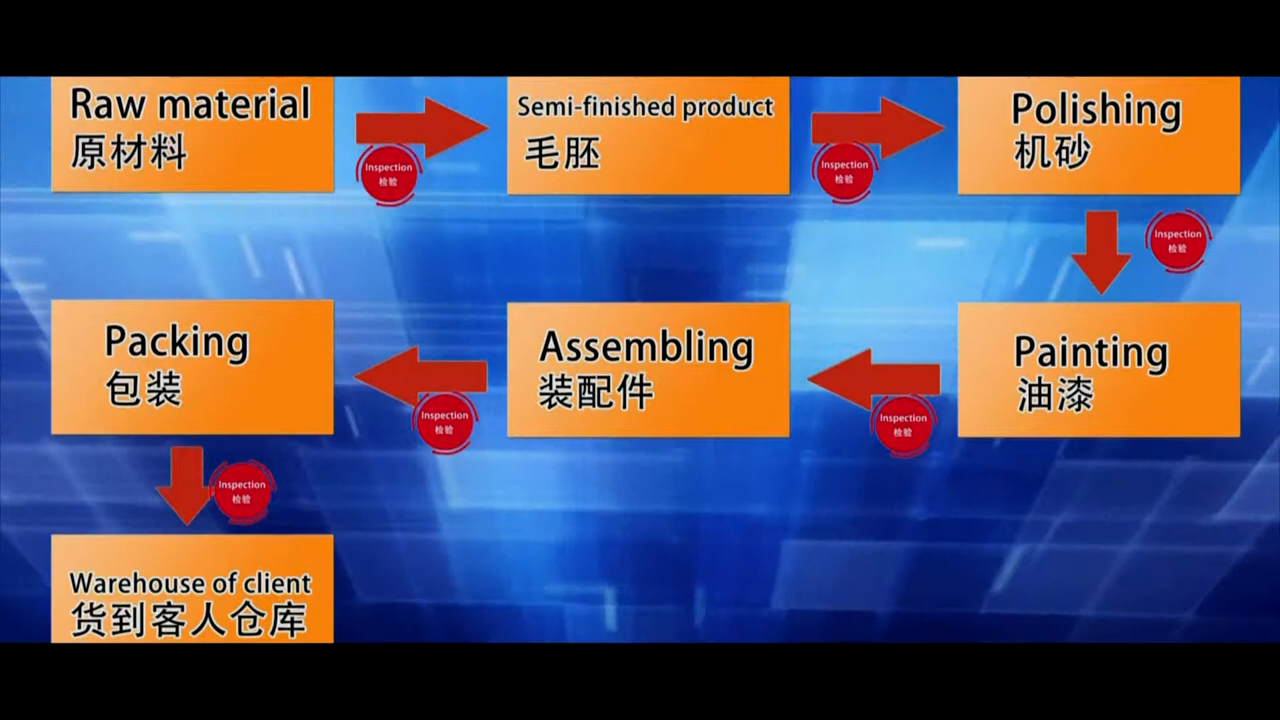 Raw material
原材料
Inspection
检验
Semi-finished product
毛胚
Inspection
检验
Polishing
机砂
Inspection
检验
Painting
油漆
Inspection
检验
Assembling
装配件
Inspection
检验
Packing
包装
Inspection
检验
Warehouse of client
货到客人仓库